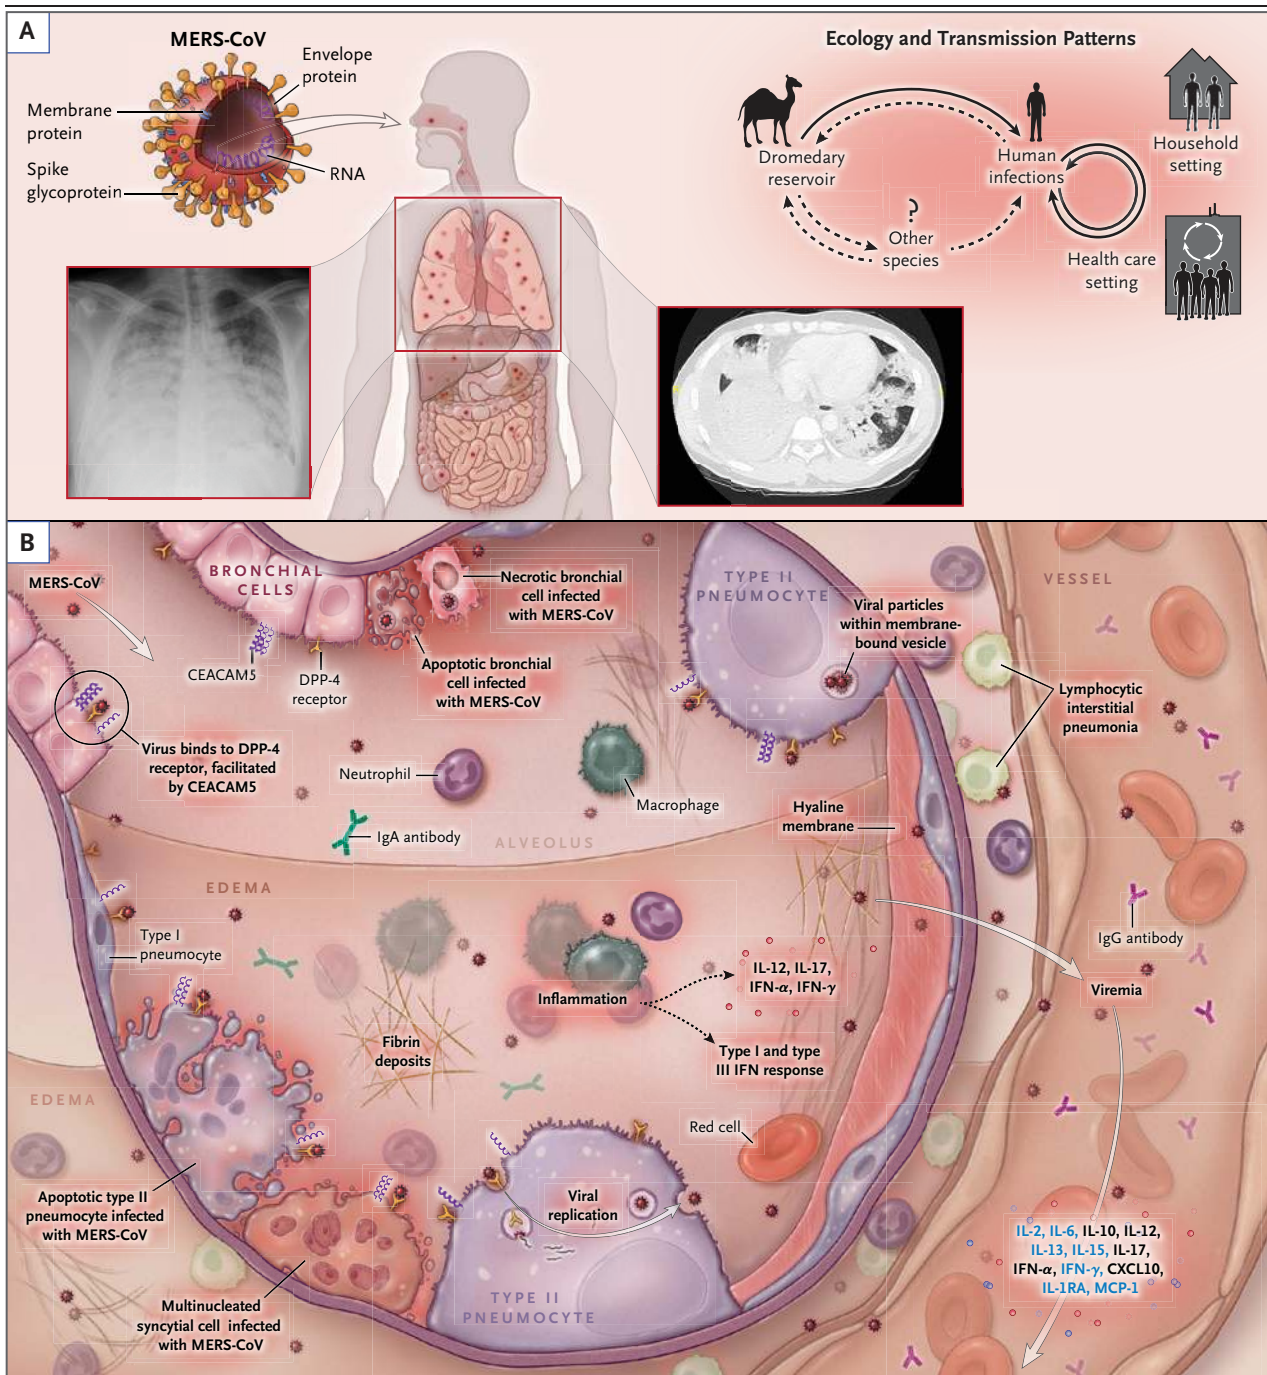 A
MERS-CoV
Envelope
protein
Membrane
protein
Spike
glycoprotein
RNA
Ecology and Transmission Patterns
Dromedary
reservoir
Human
infections
?
Other
species
Household
setting
Health care
setting
B
MERS-CoV
BRONCHIAL
CELLS
Necrotic bronchial
cell infected
with MERS-CoV
CEACAM5
DPP-4
receptor
Apoptotic bronchial
cell infected
with MERS-CoV
TYPE II
PNEUMOCYTE
Viral particles
within membrane-
bound vesicle
VESSEL
Lymphocytic
interstitial
pneumonia
Virus binds to DPP-4
receptor, facilitated
by CEACAM5
Neutrophil
Macrophage
IgA antibody
ALVEOLUS
Hyaline
membrane
EDEMA
Type I
pneumocyte
IgG antibody
Viremia
Inflammation
IL-12, IL-17,
IFN-α, IFN-γ
Type I and type
III IFN response
Fibrin
deposits
EDEMA
Red cell
Apoptotic type II
pneumocyte infected
with MERS-CoV
Viral
replication
Multinucleated
syncytial cell infected
with MERS-CoV
TYPE II
PNEUMOCYTE
IL-2, IL-6, IL-10, IL-12,
IL-13, IL-15, IL-17,
IFN-α, IFN-γ, CXCL10,
IL-1RA, MCP-1